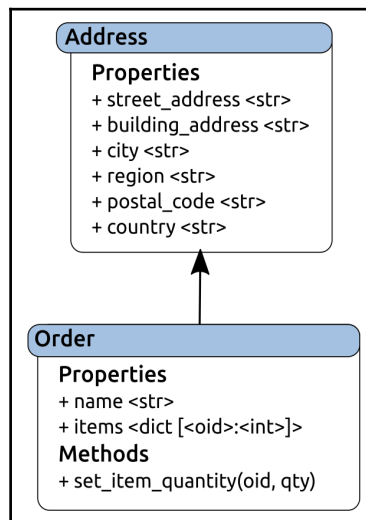 Address
Properties
+ street_address <str>
+ building_address <str>
+ city <str>
+ region <str>
+ postal_code <str>
+ country <str>
Order
Properties
+ name <str>
+ items <dict [<oid>:<int>]>
Methods
+ set_item_quantity(oid, qty)